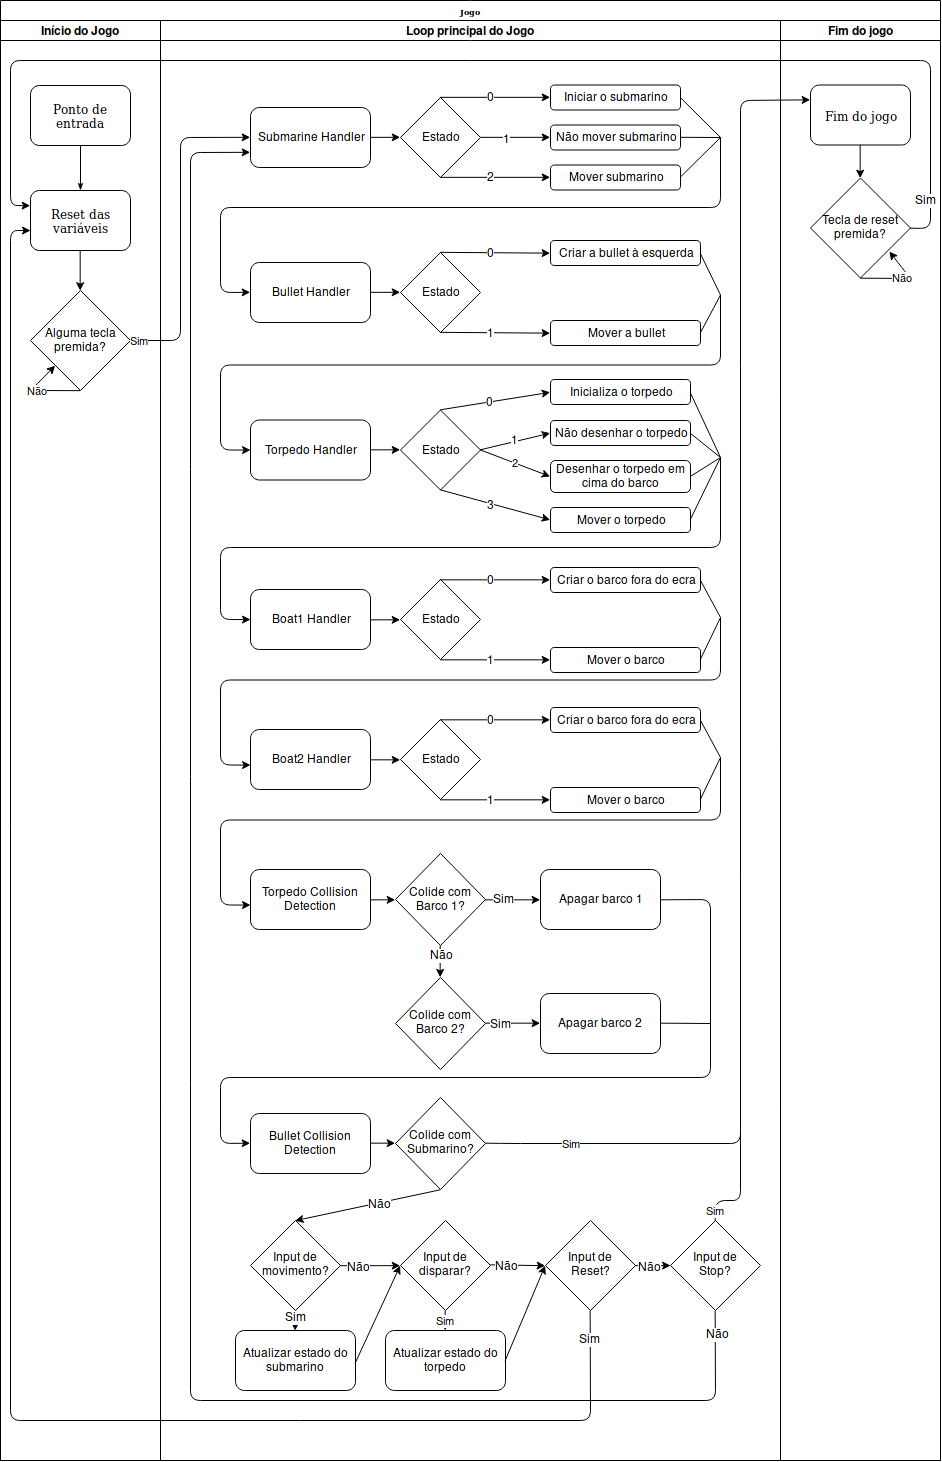 Jogo
Início do Jogo
Loop principal do Jogo
Fim do jogo
Ponto de
entrada
Reset das
variáveis
Alguma tecla
premida?
Sim
Não
Submarine Handler
Estado
0
Iniciar o submarino
1
Não mover submarino
2
Mover submarino
Bullet Handler
Estado
0
Criar a bullet à esquerda
1
Mover a bullet
Torpedo Handler
Estado
0
Inicializa o torpedo
1
Não desenhar o torpedo
2
Desenhar o torpedo em
cima do barco
3
Mover o torpedo
Boat1 Handler
Estado
0
Criar o barco fora do ecra
1
Mover o barco
Boat2 Handler
Estado
0
Criar o barco fora do ecra
1
Mover o barco
Torpedo Collision
Detection
Colide com
Barco 1?
Sim
Apagar barco 1
Não
Colide com
Barco 2?
Sim
Apagar barco 2
Bullet Collision
Detection
Colide com
Submarino?
Sim
Não
Input de
movimento?
Não
Sim
Atualizar estado do
submarino
Input de
disparar?
Não
Sim
Atualizar estado do
torpedo
Input de
Reset?
Não
Sim
Input de
Stop?
Sim
Não
Fim do jogo
Tecla de reset
premida?
Sim
Não